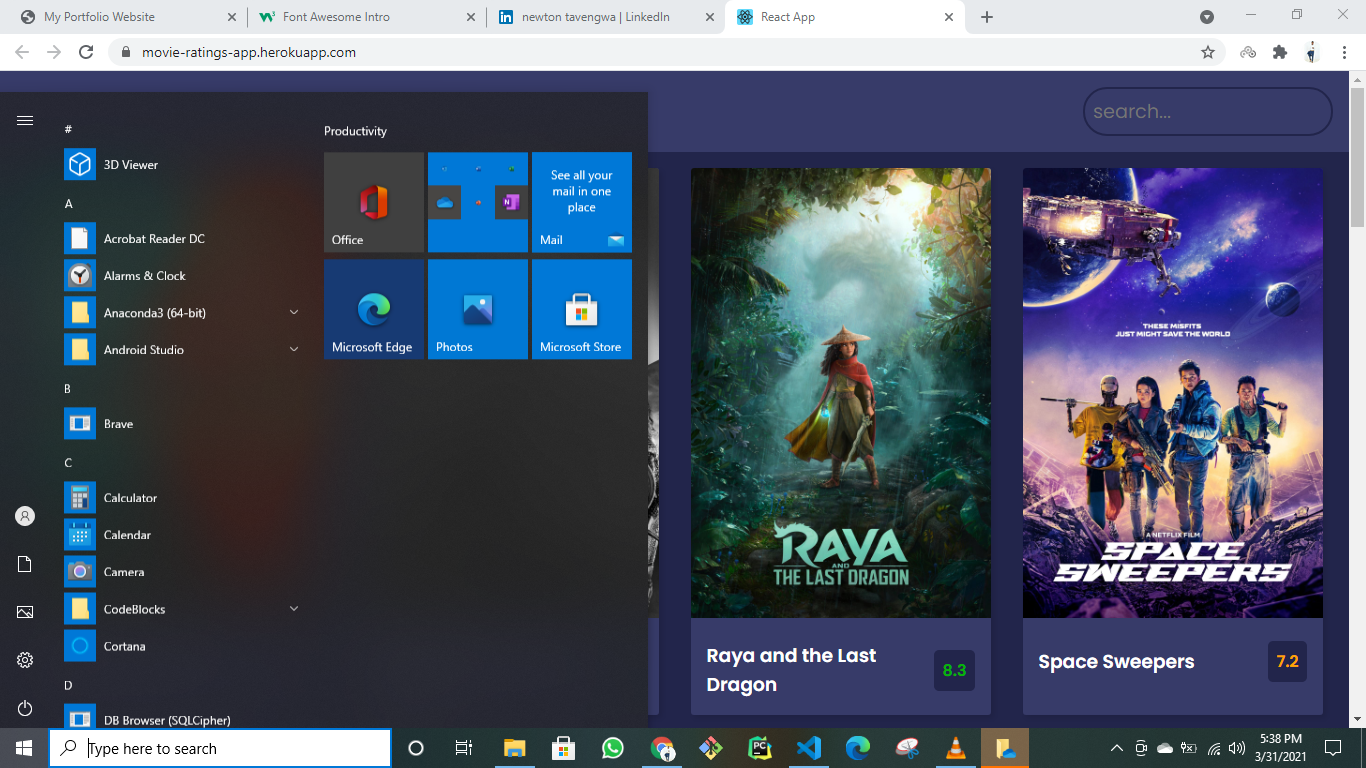 My Portfolio Website
Font Awesome Intro
newton tavengwa | LinkedIn
React App
movie-ratings-app.herokuapp.com
search...
#
3D Viewer
A
Acrobat Reader DC
Alarms & Clock
Anaconda3 (64-bit)
Android Studio
B
Brave
C
Calculator
Calendar
Camera
CodeBlocks
Cortana
D
DB Browser (SQLCipher)
Productivity
Office
See all your
mail in one
place
Mail
Microsoft Edge
Photos
Microsoft Store
RAYA
AND
THE LAST DRAGON
Raya and the Last
Dragon
8.3
THESE MISFITS
JUST MIGHT SAVE THE WORLD
A NETFLIX FILM
SPACE
SWEEPERS
Space Sweepers
7.2
Type here to search
PC
5:38 PM
3/31/2021